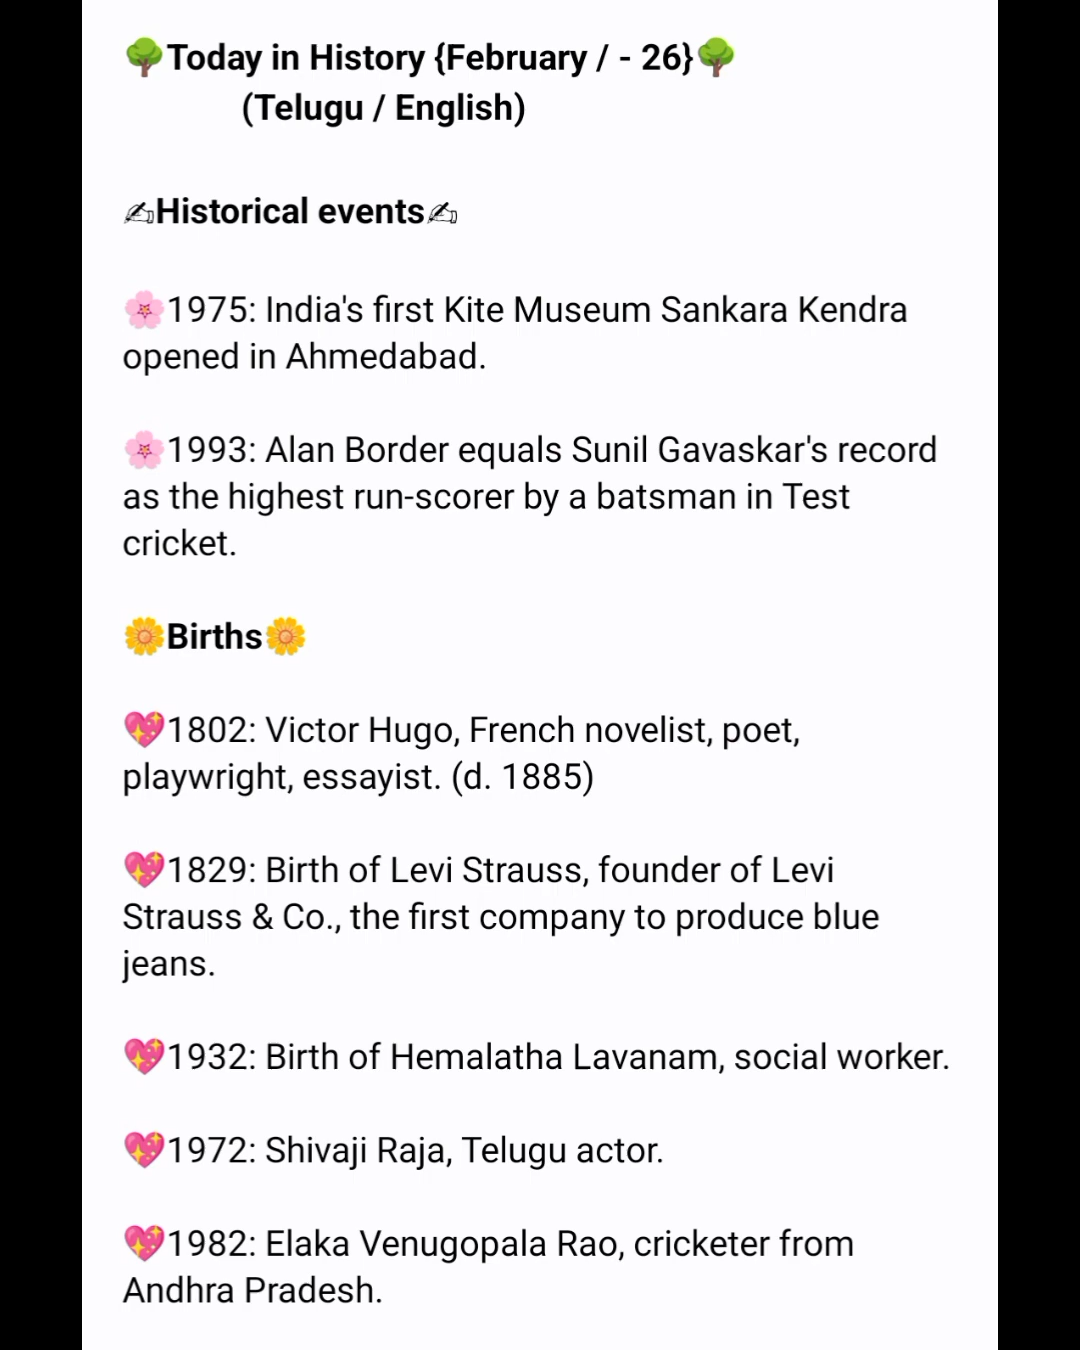 🌳Today in History {February / - 26}🌳
(Telugu / English)
✍Historical events✍
🌸1975: India's first Kite Museum Sankara Kendra
opened in Ahmedabad.
🌸1993: Alan Border equals Sunil Gavaskar's record
as the highest run-scorer by a batsman in Test
cricket.
🌼Births🌼
💖1802: Victor Hugo, French novelist, poet,
playwright, essayist. (d. 1885)
💖1829: Birth of Levi Strauss, founder of Levi
Strauss & Co., the first company to produce blue
jeans.
💖1932: Birth of Hemalatha Lavanam, social worker.
💖1972: Shivaji Raja, Telugu actor.
💖1982: Elaka Venugopala Rao, cricketer from
Andhra Pradesh.